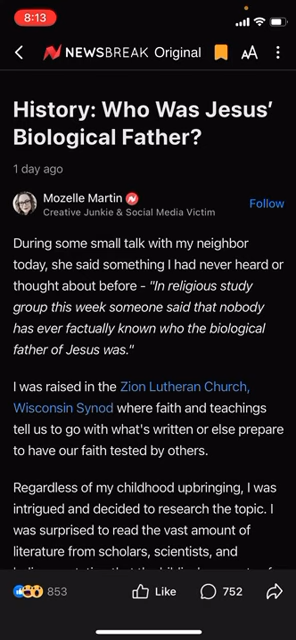 8:13
NEWSBREAK Original
AA
History: Who Was Jesus’
Biological Father?
1 day ago
Mozelle Martin
Creative Junkie & Social Media Victim
Follow
During some small talk with my neighbor
today, she said something I had never heard or
thought about before - "In religious study
group this week someone said that nobody
has ever factually known who the biological
father of Jesus was."
I was raised in the Zion Lutheran Church,
Wisconsin Synod where faith and teachings
tell us to go with what's written or else prepare
to have our faith tested by others.
Regardless of my childhood upbringing, I was
intrigued and decided to research the topic. I
was surprised to read the vast amount of
literature from scholars, scientists, and
853
Like
752